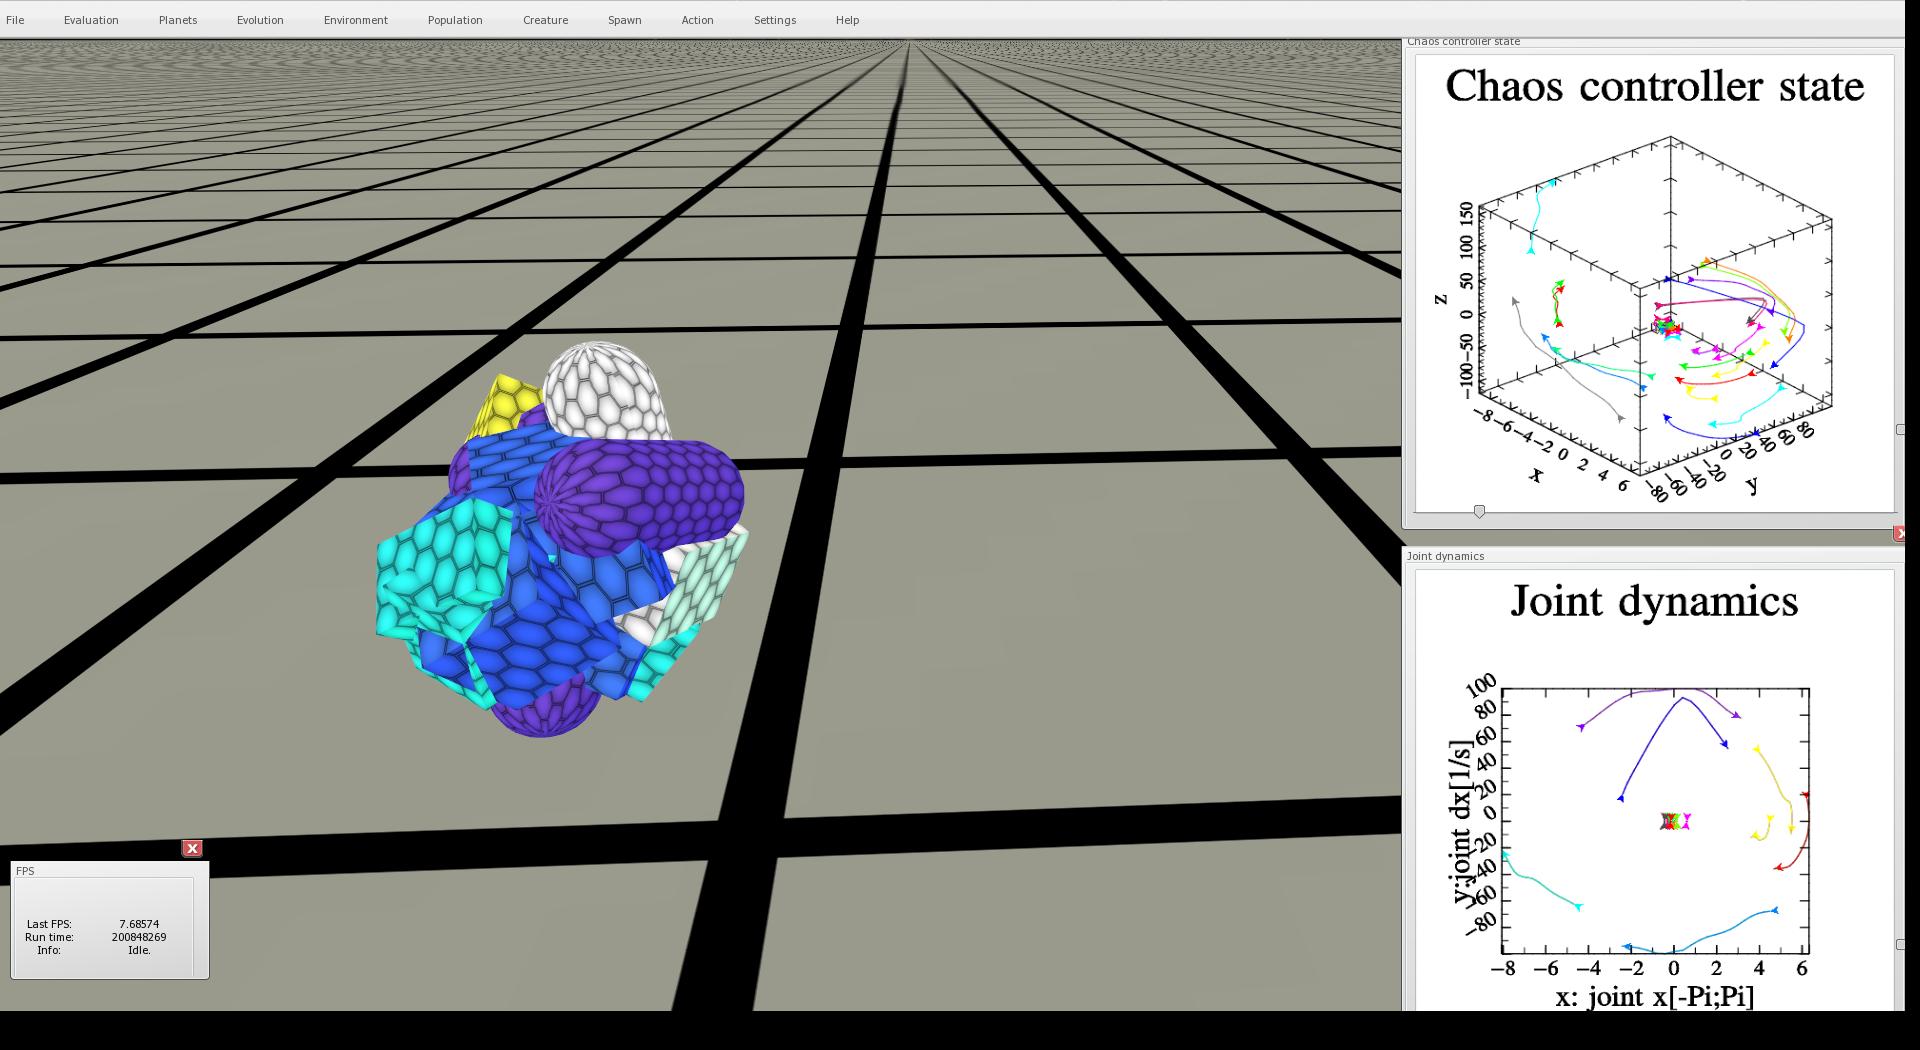 File Evaluation Planets Evolution Environment Population Creature Spawn Action Settings Help
Chaos controller state
Chaos controller state
150
100
50
0
−50
−100
z
−8 −6 −4 −2 0 2 4 6
x
−80 −60 −40 −20 0 20 40 60 80
y
Joint dynamics
Joint dynamics
100
80
60
40
20
0
−20
−40
−60
−80
y:joint dx[1/s]
−8 −6 −4 −2 0 2 4 6
x: joint x[-Pi;Pi]
FPS
Last FPS: 7.68574
Run time: 200848269
Info: Idle.